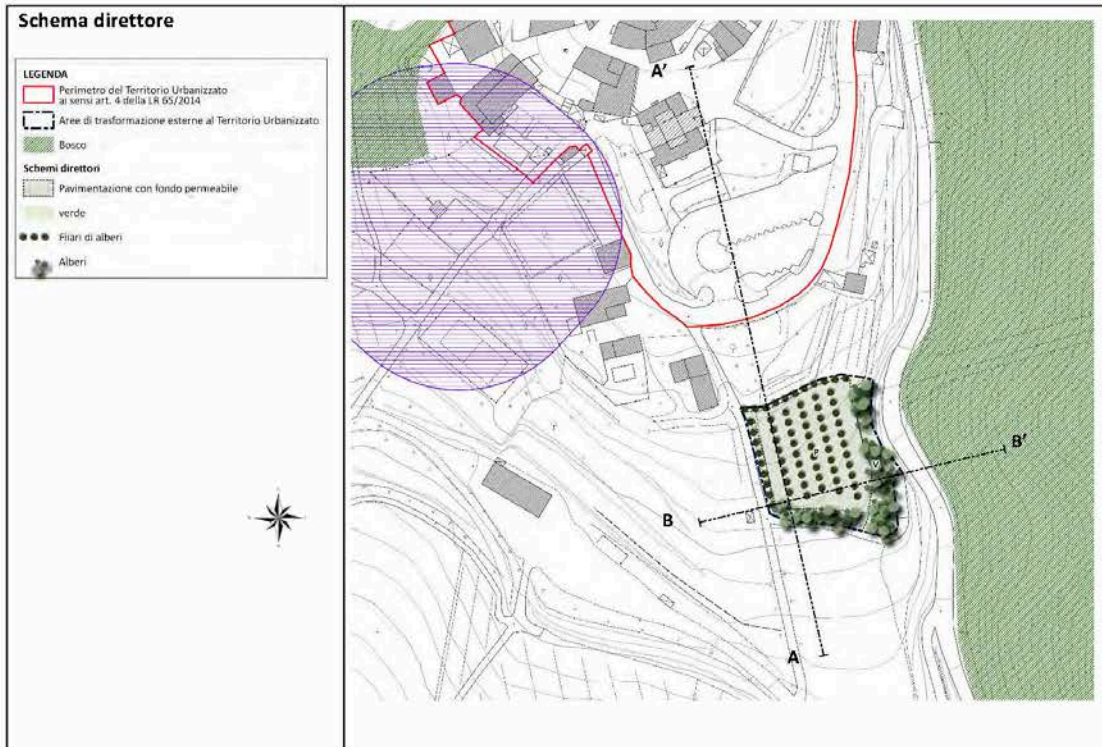 Schema direttore
LEGENDA
Perimetro del Territorio Urbanizzato
ai sensi art. 4 della LR 65/2014
Aree di trasformazione esterne al Territorio Urbanizzato
Bosco
Schemi direttori
Pavimentazione con fondo permeabile
verde
Filari di alberi
Alberi
A'
B'
P
V
B
A